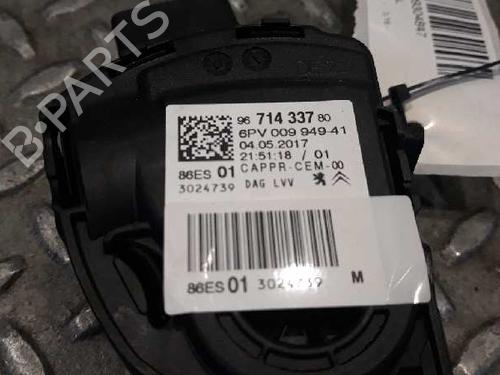 B-PARTS
96 714 337 80
6PV 009 949-41
04.05.2017
21:51:18 / 01
86ES 01 CAPPR-CEM-00
3024739 DAG LVV
86ES 01 3024739 M